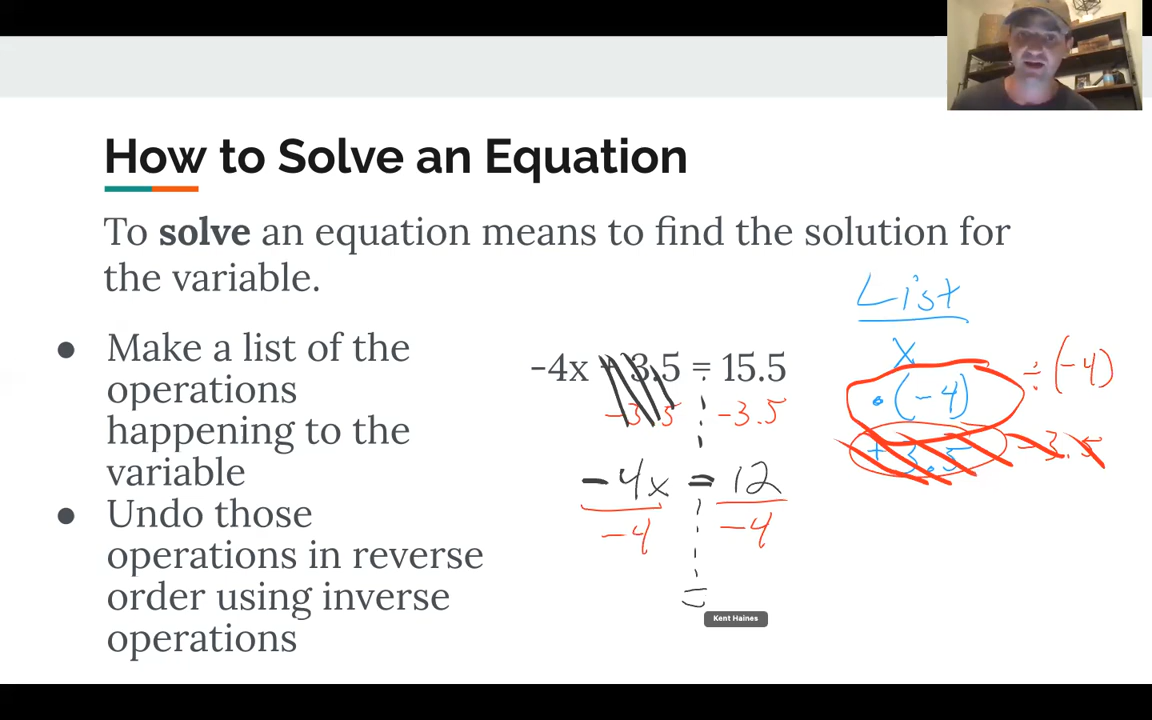 How to Solve an Equation
To solve an equation means to find the solution for
the variable.
List
● Make a list of the
operations
happening to the
variable
x
-4x + 3.5 = 15.5
÷ (-4)
• (-4)
-3.5 -3.5
+ 3.5 -3.5
-4x = 12
-4 -4
● Undo those
operations in reverse
order using inverse
operations
=
Kent Haines